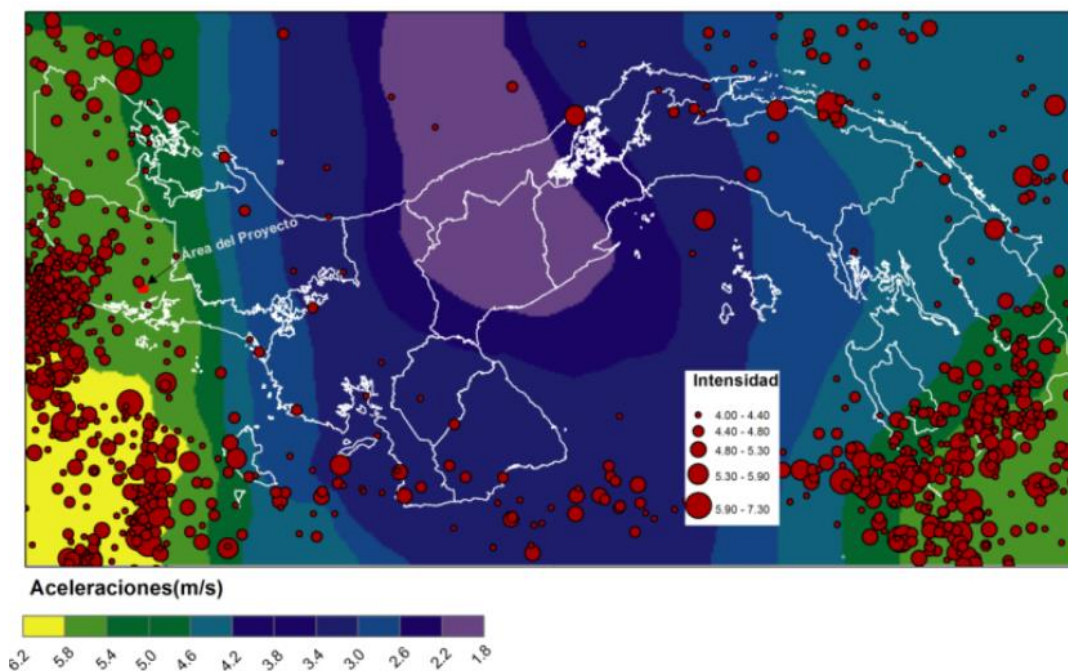 Área del Proyecto
Intensidad
4.00 - 4.40
4.40 - 4.80
4.80 - 5.30
5.30 - 5.90
5.90 - 7.30
Aceleraciones(m/s)
6.2 5.8 5.4 5.0 4.6 4.2 3.8 3.4 3.0 2.6 2.2 1.8